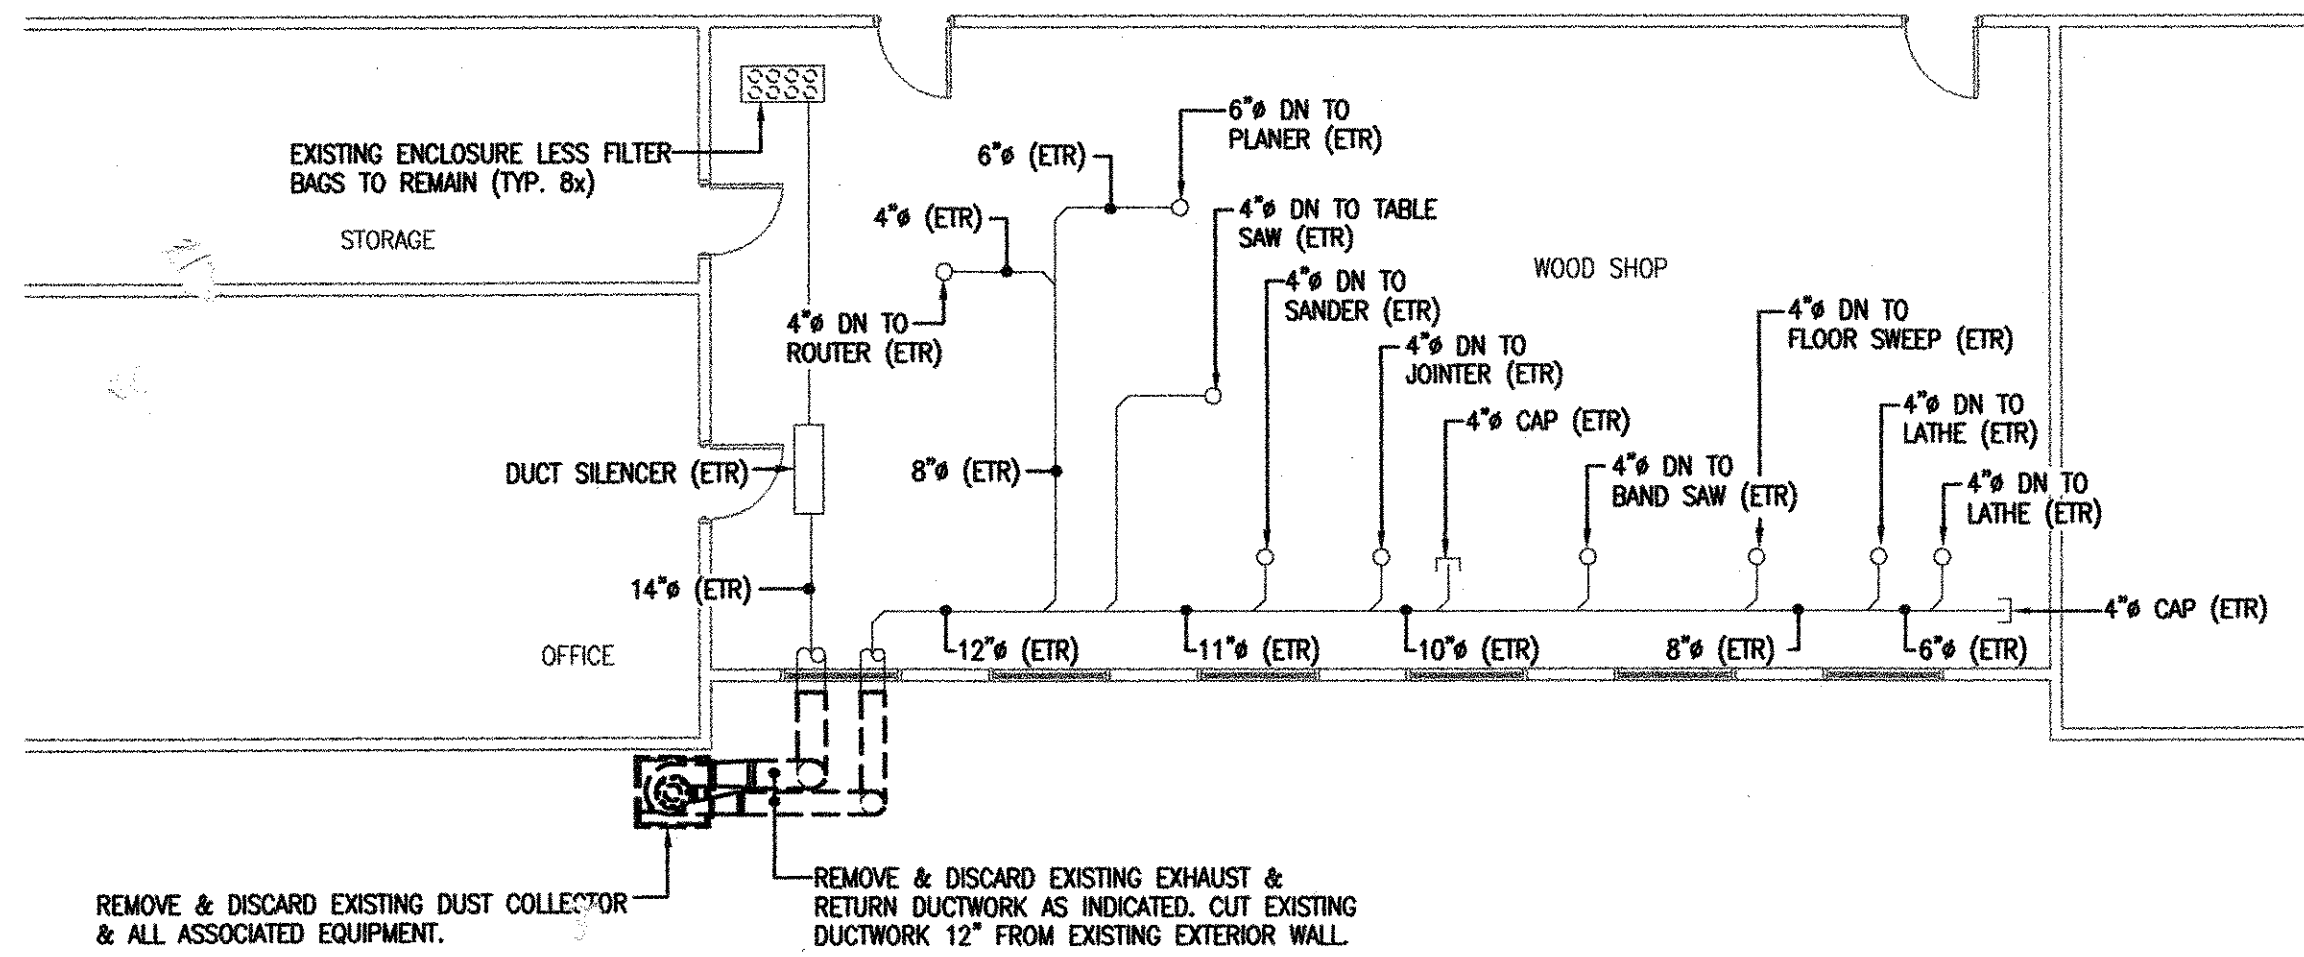 6"ø DN TO
PLANER (ETR)
EXISTING ENCLOSURE LESS FILTER
BAGS TO REMAIN (TYP. 8x)
6"ø (ETR)
4"ø (ETR)
4"ø DN TO TABLE
SAW (ETR)
STORAGE
WOOD SHOP
4"ø DN TO
SANDER (ETR)
4"ø DN TO
ROUTER (ETR)
4"ø DN TO
JOINTER (ETR)
4"ø DN TO
FLOOR SWEEP (ETR)
4"ø CAP (ETR)
4"ø DN TO
LATHE (ETR)
DUCT SILENCER (ETR)
8"ø (ETR)
4"ø DN TO
BAND SAW (ETR)
4"ø DN TO
LATHE (ETR)
14"ø (ETR)
4"ø CAP (ETR)
OFFICE
12"ø (ETR)
11"ø (ETR)
10"ø (ETR)
8"ø (ETR)
6"ø (ETR)
REMOVE & DISCARD EXISTING DUST COLLECTOR
& ALL ASSOCIATED EQUIPMENT.
REMOVE & DISCARD EXISTING EXHAUST &
RETURN DUCTWORK AS INDICATED. CUT EXISTING
DUCTWORK 12" FROM EXISTING EXTERIOR WALL.